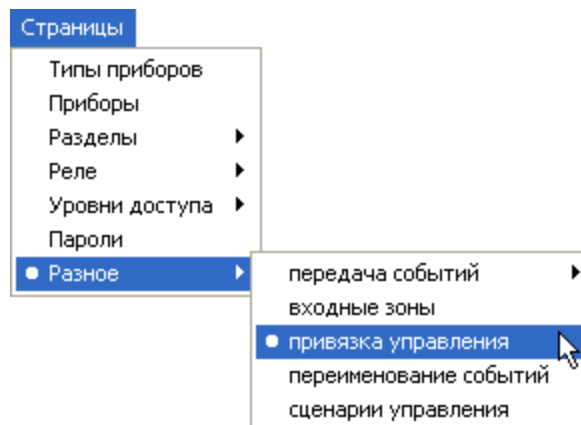 Страницы
Типы приборов
Приборы
Разделы
Реле
Уровни доступа
Пароли
Разное
передача событий
входные зоны
привязка управления
переименование событий
сценарии управления